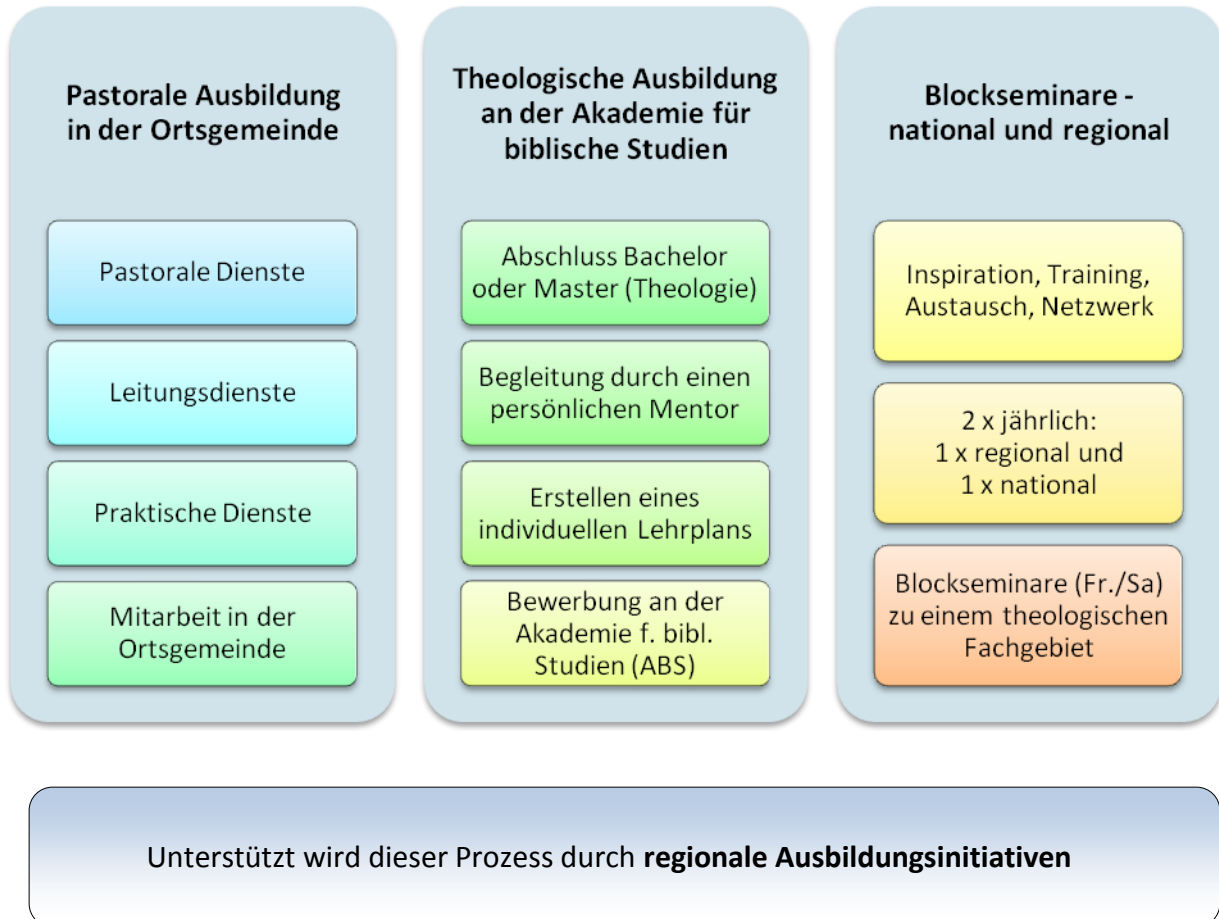 Pastorale Ausbildung
in der Ortsgemeinde
Pastorale Dienste
Leitungsdienste
Praktische Dienste
Mitarbeit in der
Ortsgemeinde
Theologische Ausbildung
an der Akademie für
biblische Studien
Abschluss Bachelor
oder Master (Theologie)
Begleitung durch einen
persönlichen Mentor
Erstellen eines
individuellen Lehrplans
Bewerbung an der
Akademie f. bibl.
Studien (ABS)
Blockseminare -
national und regional
Inspiration, Training,
Austausch, Netzwerk
2 x jährlich:
1 x regional und
1 x national
Blockseminare (Fr./Sa)
zu einem theologischen
Fachgebiet
Unterstützt wird dieser Prozess durch regionale Ausbildungsinitiativen